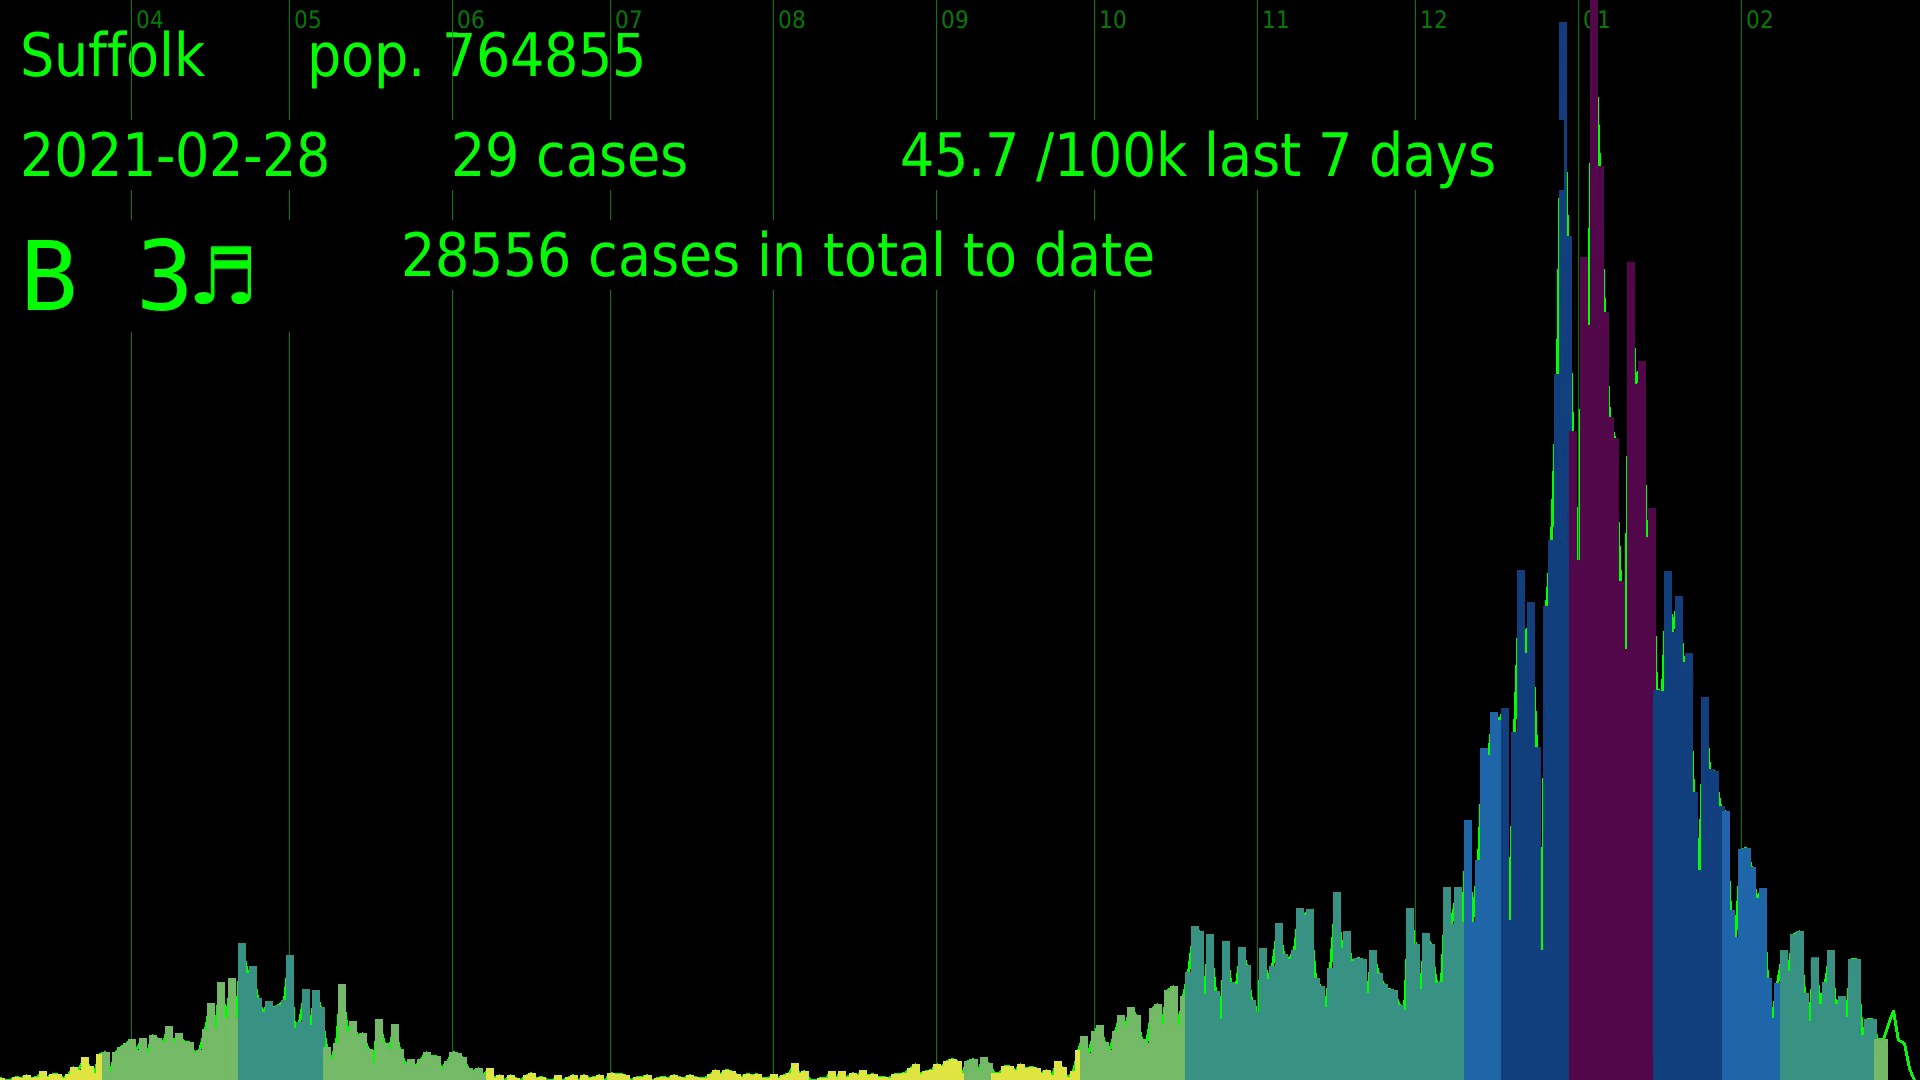 04 05 06 07 08 09 10 11 12 01 02
Suffolk pop. 764855
2021-02-28 29 cases 45.7 /100k last 7 days
B 3♬ 28556 cases in total to date